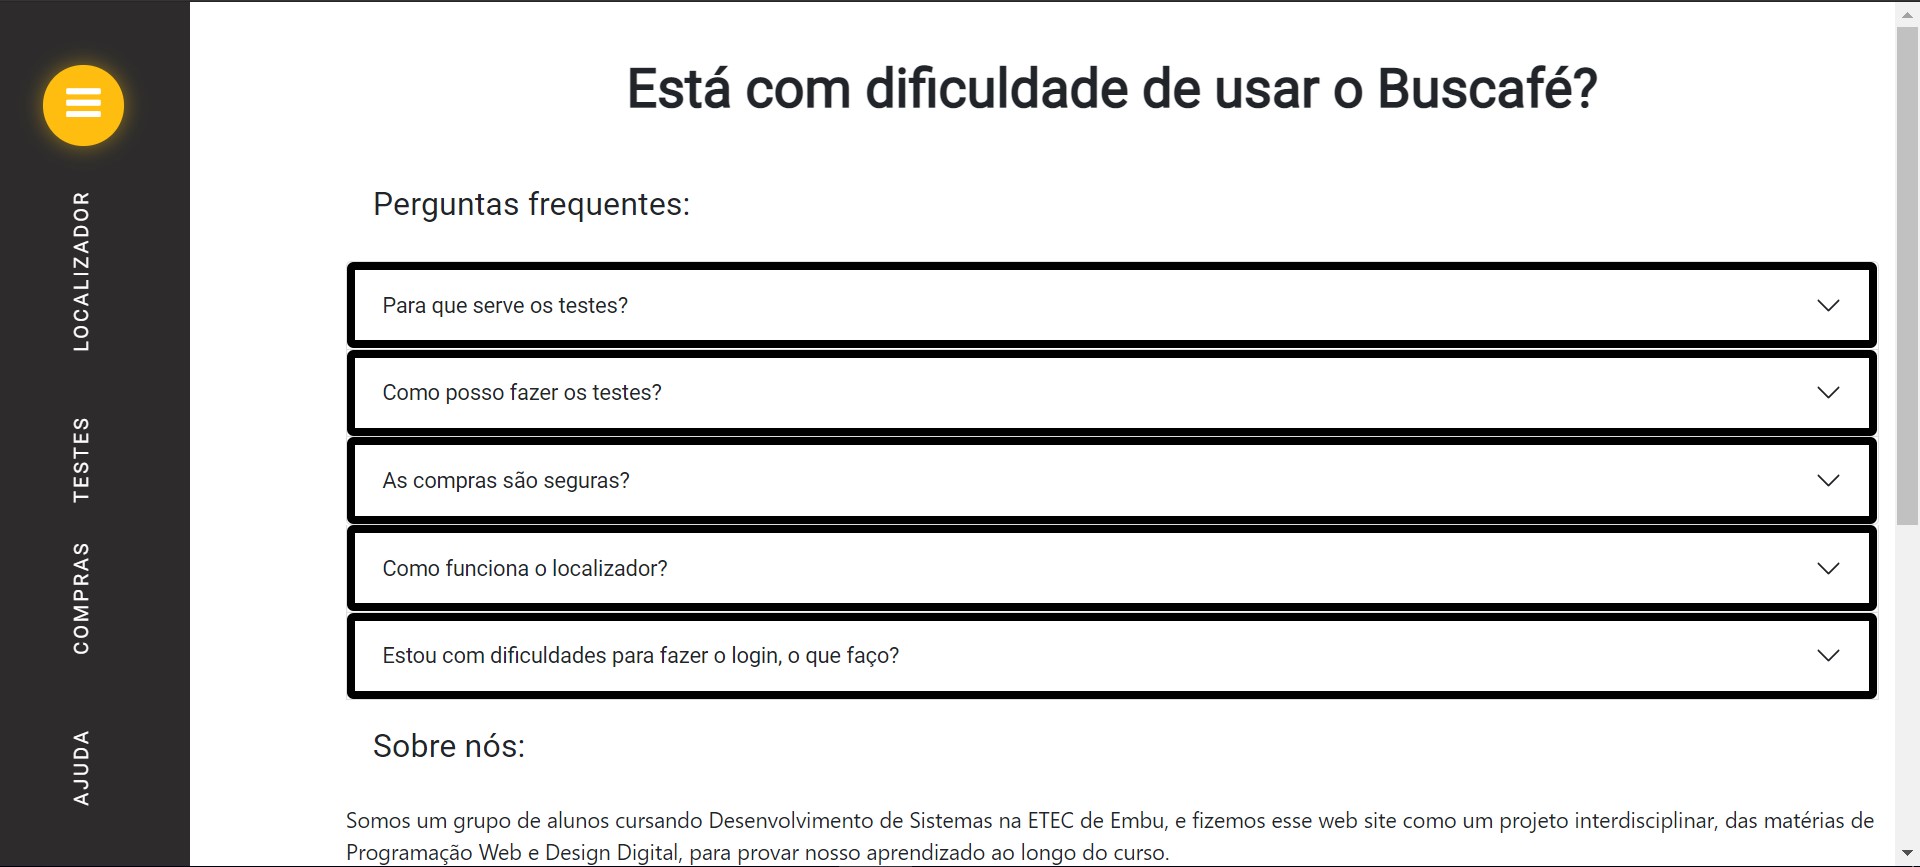 LOCALIZADOR
TESTES
COMPRAS
AJUDA
Está com dificuldade de usar o Buscafé?
Perguntas frequentes:
Para que serve os testes?
Como posso fazer os testes?
As compras são seguras?
Como funciona o localizador?
Estou com dificuldades para fazer o login, o que faço?
Sobre nós:
Somos um grupo de alunos cursando Desenvolvimento de Sistemas na ETEC de Embu, e fizemos esse web site como um projeto interdisciplinar, das matérias de
Programação Web e Design Digital, para provar nosso aprendizado ao longo do curso.